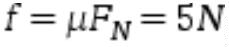 f = μF_N = 5N